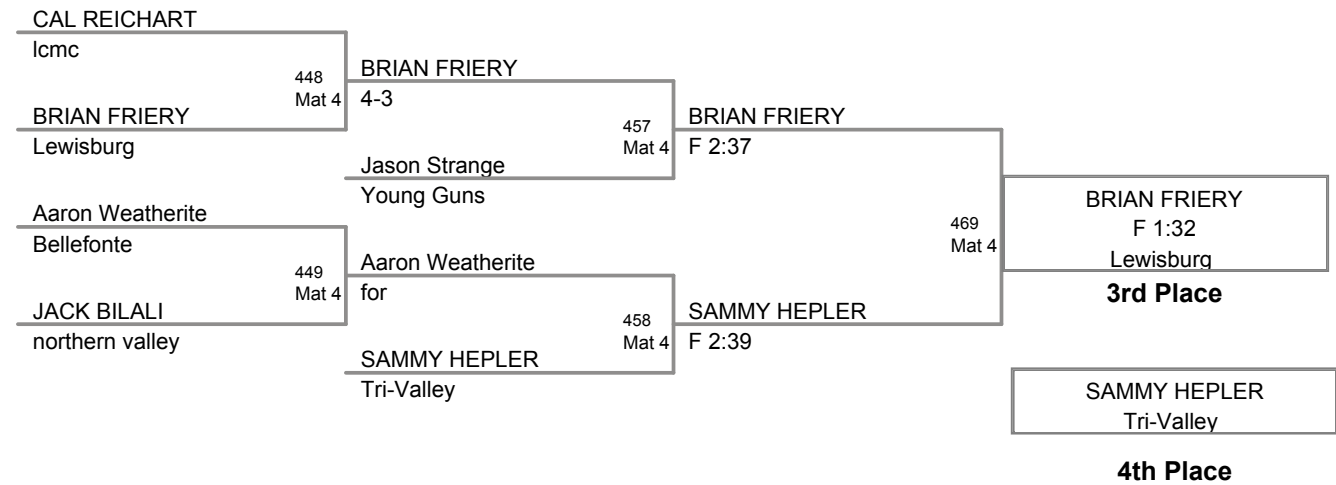 CAL REICHART
lcmc
448
Mat 4
BRIAN FRIERY
Lewisburg
BRIAN FRIERY
4-3
457
Mat 4
Jason Strange
Young Guns
Aaron Weatherite
Bellefonte
449
Mat 4
JACK BILALI
northern valley
Aaron Weatherite
for
458
Mat 4
SAMMY HEPLER
Tri-Valley
BRIAN FRIERY
F 2:37
469
Mat 4
SAMMY HEPLER
F 2:39
BRIAN FRIERY
F 1:32
Lewisburg
3rd Place
SAMMY HEPLER
Tri-Valley
4th Place